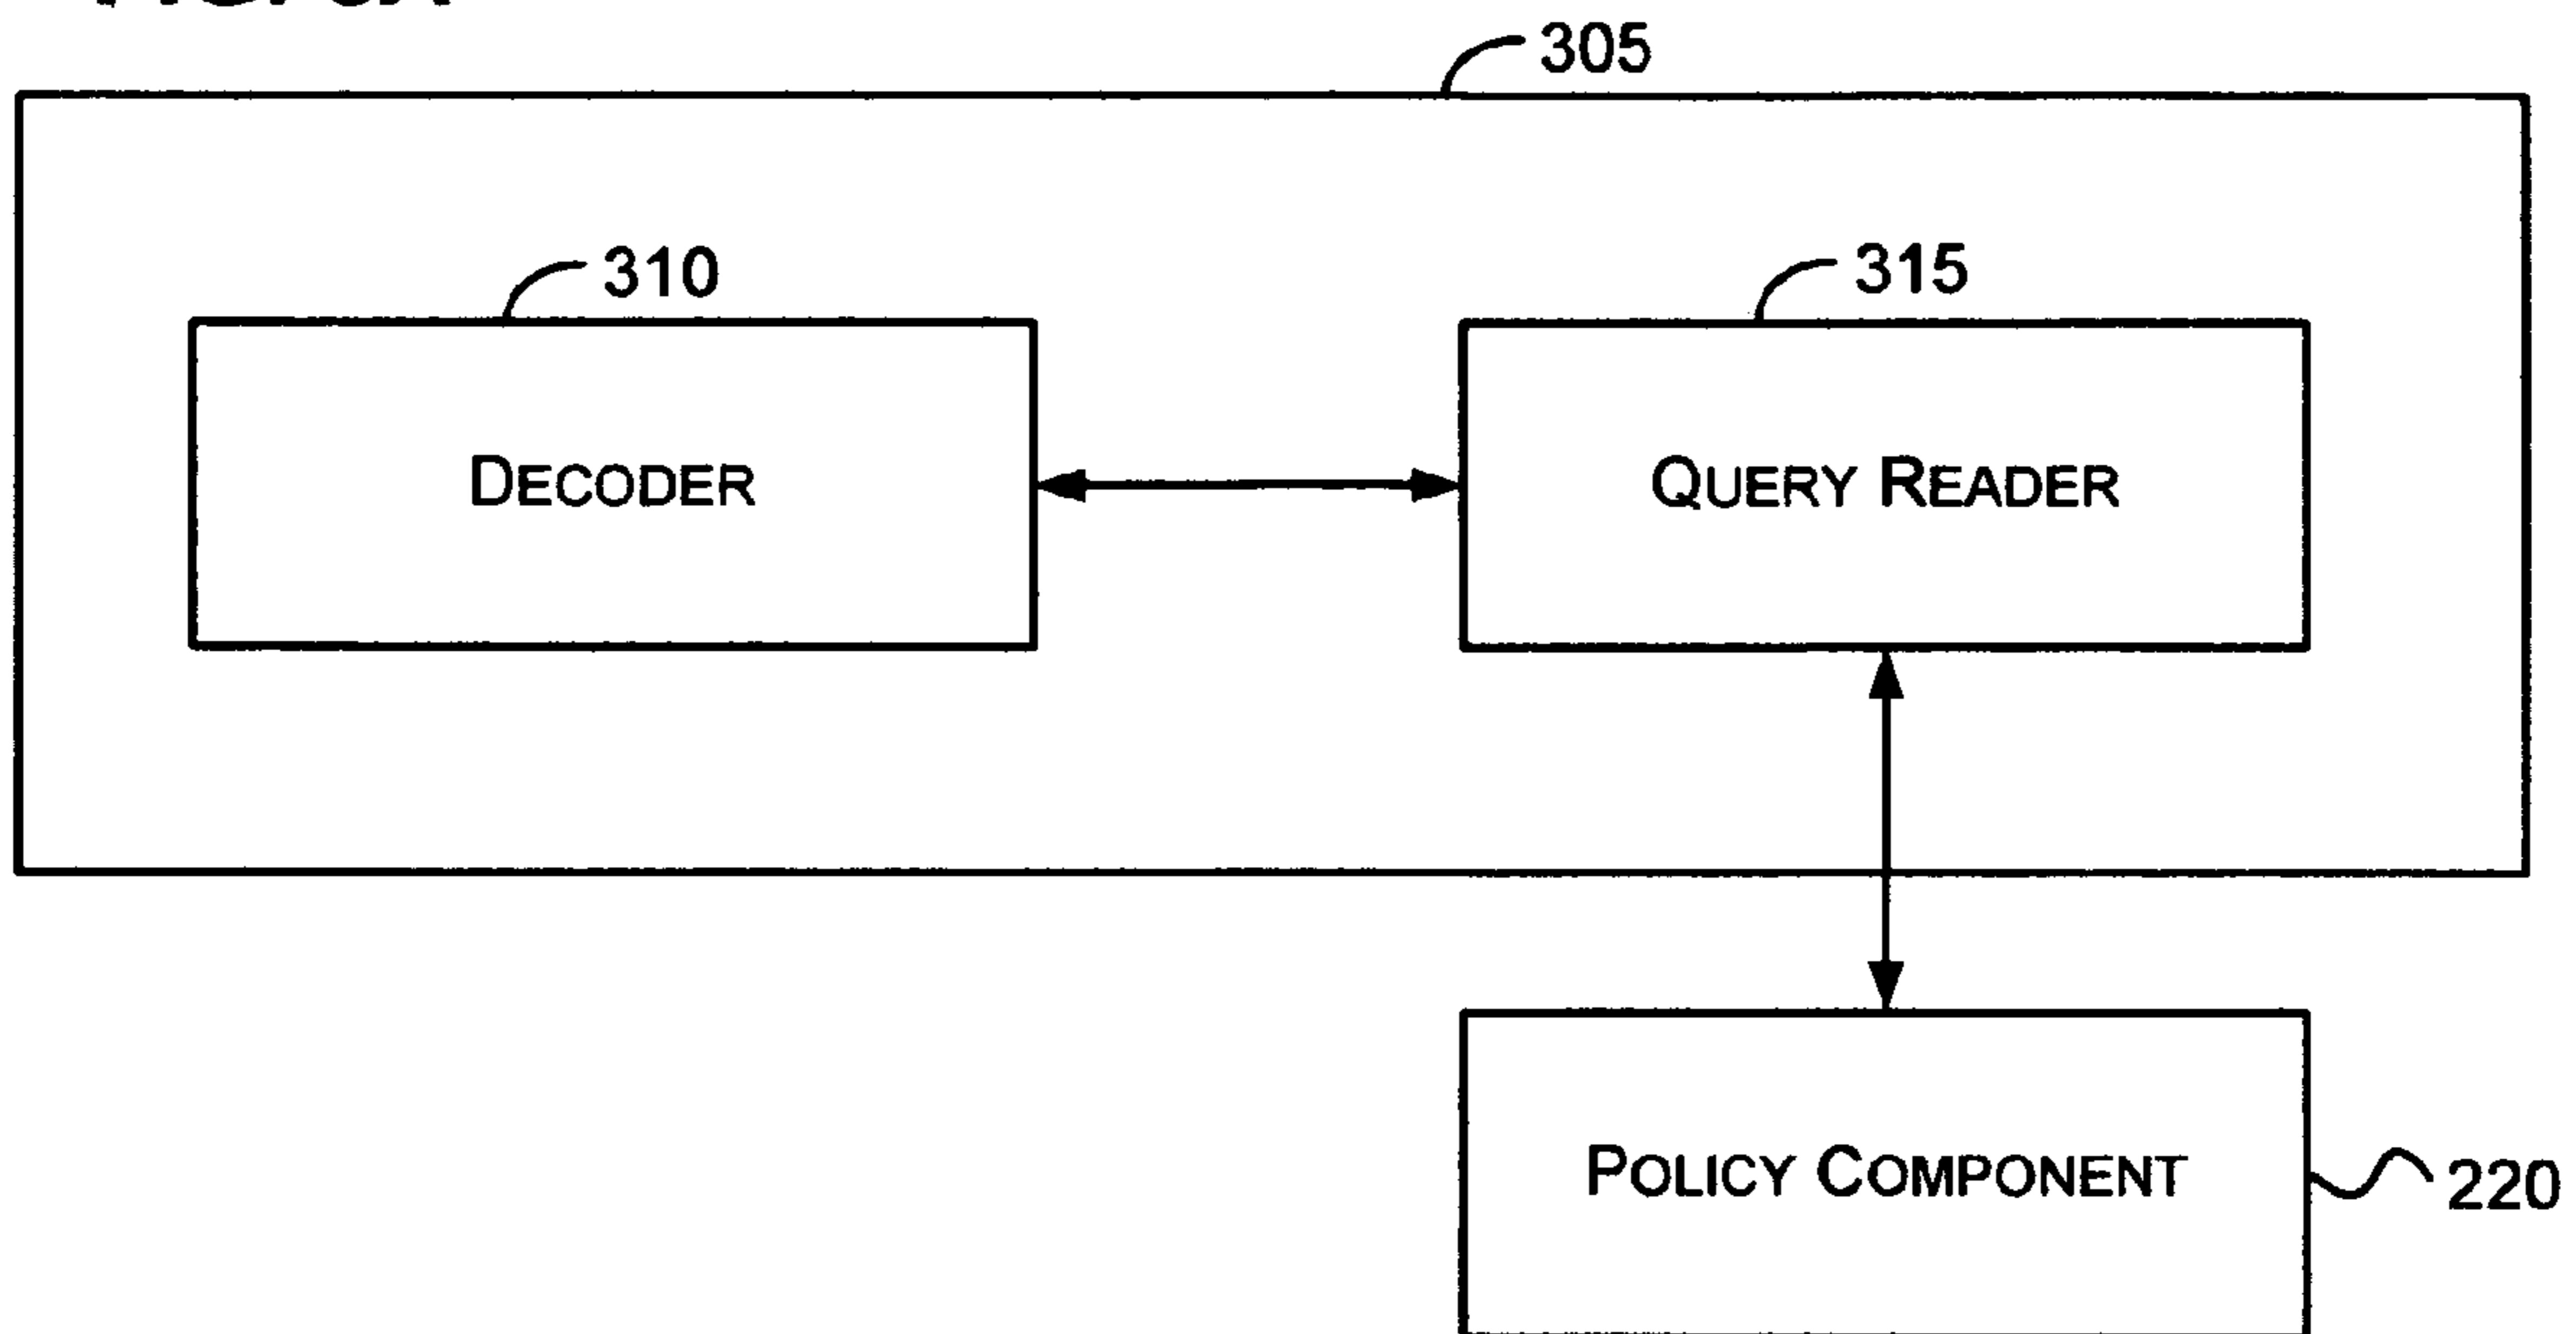 305
310
315
DECODER
QUERY READER
POLICY COMPONENT
220